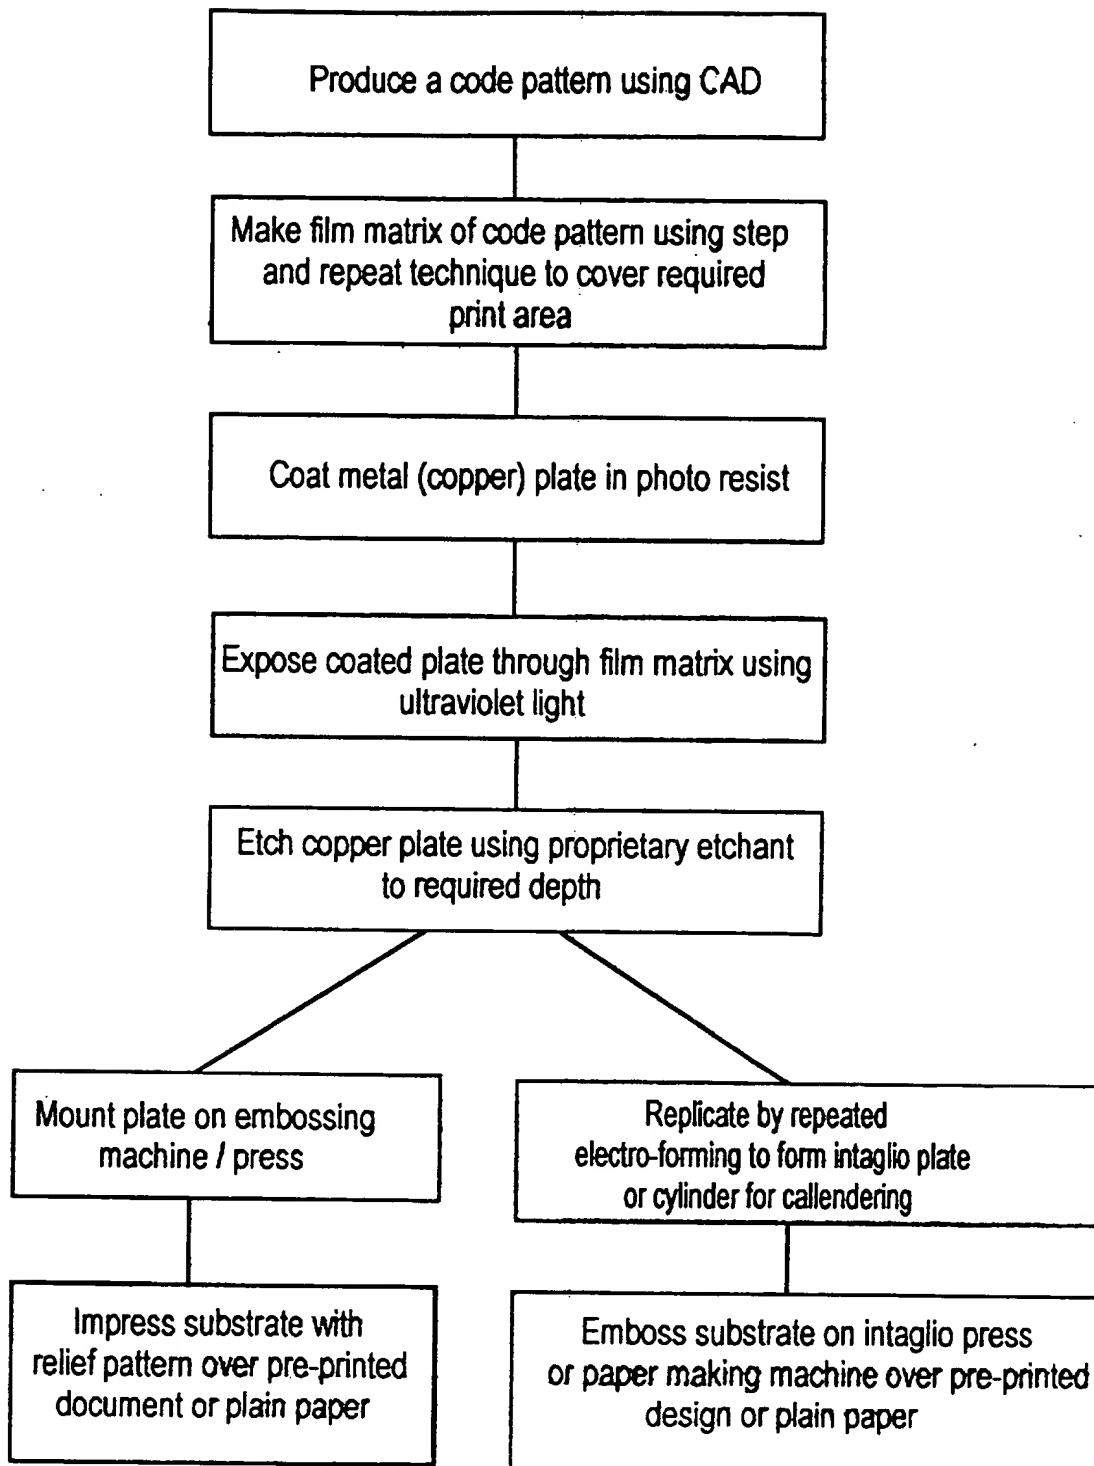 Produce a code pattern using CAD
Make film matrix of code pattern using step
and repeat technique to cover required
print area
Coat metal (copper) plate in photo resist
Expose coated plate through film matrix using
ultraviolet light
Etch copper plate using proprietary etchant
to required depth
Mount plate on embossing
machine / press
Impress substrate with
relief pattern over pre-printed
document or plain paper
Replicate by repeated
electro-forming to form intaglio plate
or cylinder for callendering
Emboss substrate on intaglio press
or paper making machine over pre-printed
design or plain paper